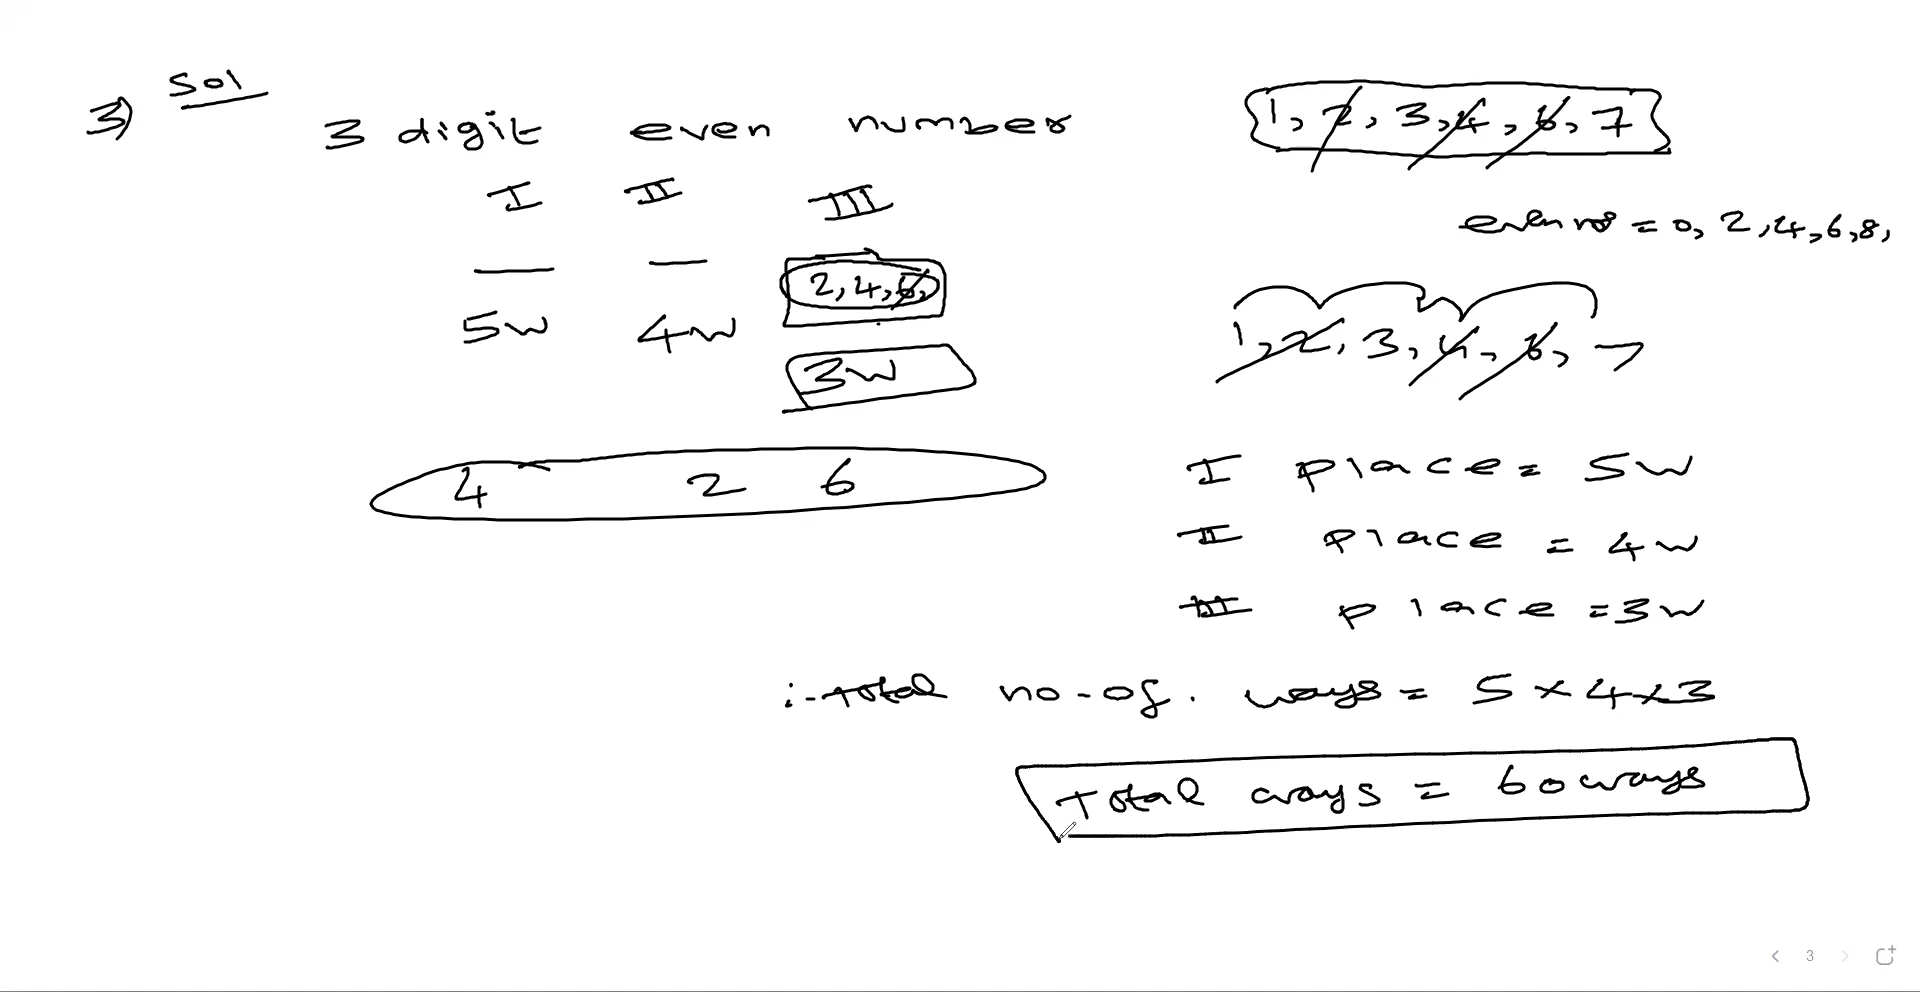 3) Sol
3 digit even number
{1, 2, 3, 4, 6, 7}
I II III
even nos = 0, 2, 4, 6, 8,
2, 4, 6,
1, 2, 3, 4, 6, 7
5W 4W
3W
4 2 6
I place = 5W
II place = 4W
III place = 3W
∴ total no. of. ways = 5 × 4 × 3
Total ways = 60 ways
3